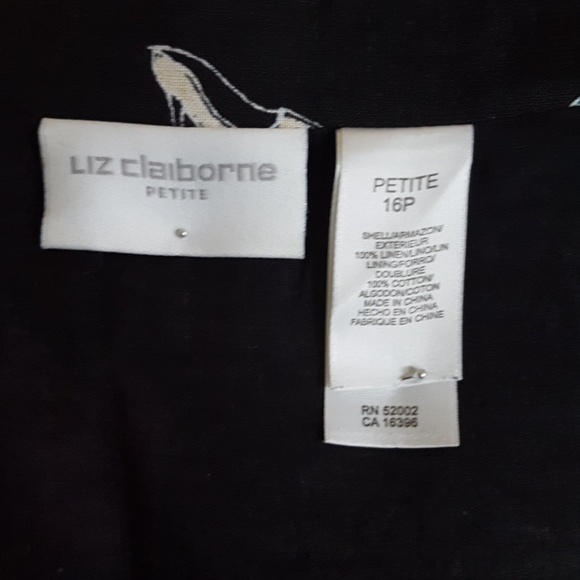 Liz claiborne
PETITE
PETITE
16P
SHELL/ARMAZON/
EXTERIEUR
100% LINEN/LINO/LIN
LINING/FORRO/
DOUBLURE
100% COTTON/
ALGODON/COTON
MADE IN CHINA
HECHO EN CHINA
FABRIQUE EN CHINE
RN 52002
CA 16396